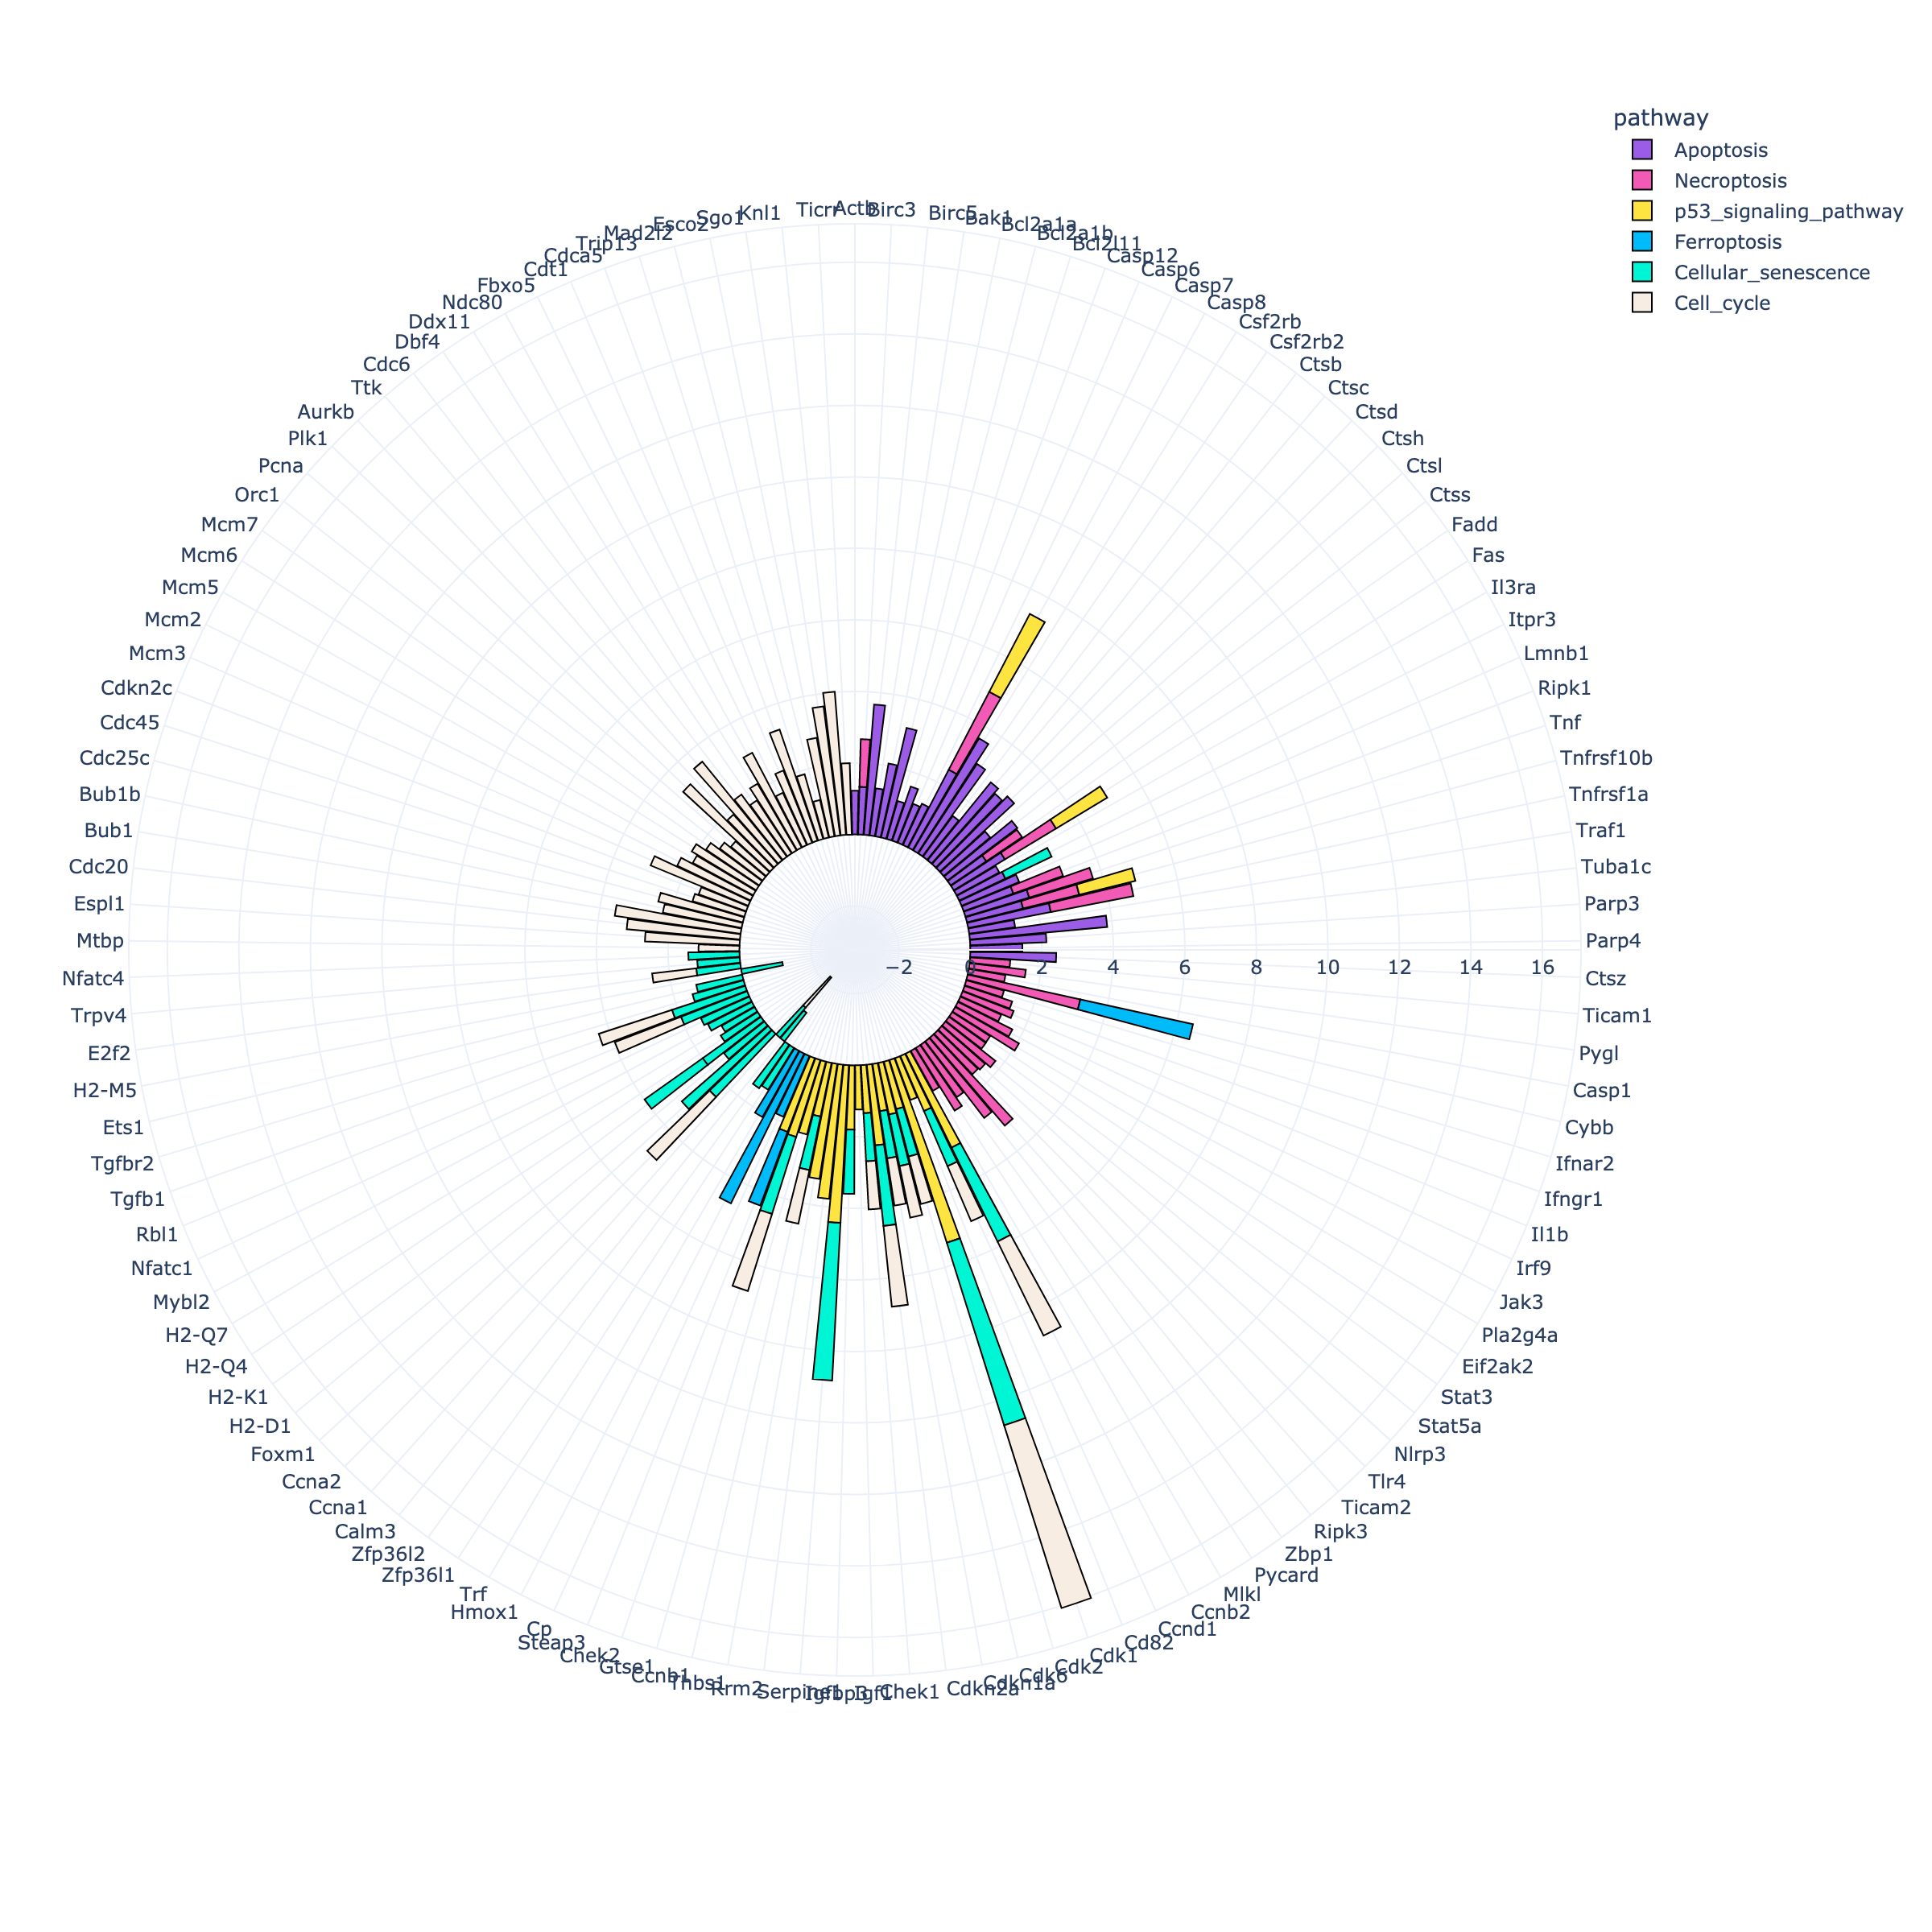 pathway
Apoptosis
Necroptosis
p53_signaling_pathway
Ferroptosis
Cellular_senescence
Cell_cycle
Actb
Birc3
Birc5
Bak1
Bcl2a1a
Bcl2a1b
Bcl2l11
Casp12
Casp6
Casp7
Casp8
Csf2rb
Csf2rb2
Ctsb
Ctsc
Ctsd
Ctsh
Ctsl
Ctss
Fadd
Fas
Il3ra
Itpr3
Lmnb1
Ripk1
Tnf
Tnfrsf10b
Tnfrsf1a
Traf1
Tuba1c
Parp3
Parp4
Ctsz
Ticam1
Pygl
Casp1
Cybb
Ifnar2
Ifngr1
Il1b
Irf9
Jak3
Pla2g4a
Eif2ak2
Stat3
Stat5a
Nlrp3
Tlr4
Ticam2
Ripk3
Zbp1
Pycard
Mlkl
Ccnb2
Ccnd1
Cd82
Cdk1
Cdk2
Cdk6
Cdkn1a
Cdkn2a
Chek1
Igf1
Igfbp3
Serpine1
Rrm2
Thbs1
Ccnb1
Gtse1
Chek2
Steap3
Cp
Hmox1
Trf
Zfp36l1
Zfp36l2
Calm3
Ccna1
Ccna2
Foxm1
H2-D1
H2-K1
H2-Q4
H2-Q7
Mybl2
Nfatc1
Rbl1
Tgfb1
Tgfbr2
Ets1
H2-M5
E2f2
Trpv4
Nfatc4
Mtbp
Espl1
Cdc20
Bub1
Bub1b
Cdc25c
Cdc45
Cdkn2c
Mcm3
Mcm2
Mcm5
Mcm6
Mcm7
Orc1
Pcna
Plk1
Aurkb
Ttk
Cdc6
Dbf4
Ddx11
Ndc80
Fbxo5
Cdt1
Cdca5
Trip13
Mad2l2
Esco2
Sgo1
Knl1
Ticrr
−2 0 2 4 6 8 10 12 14 16